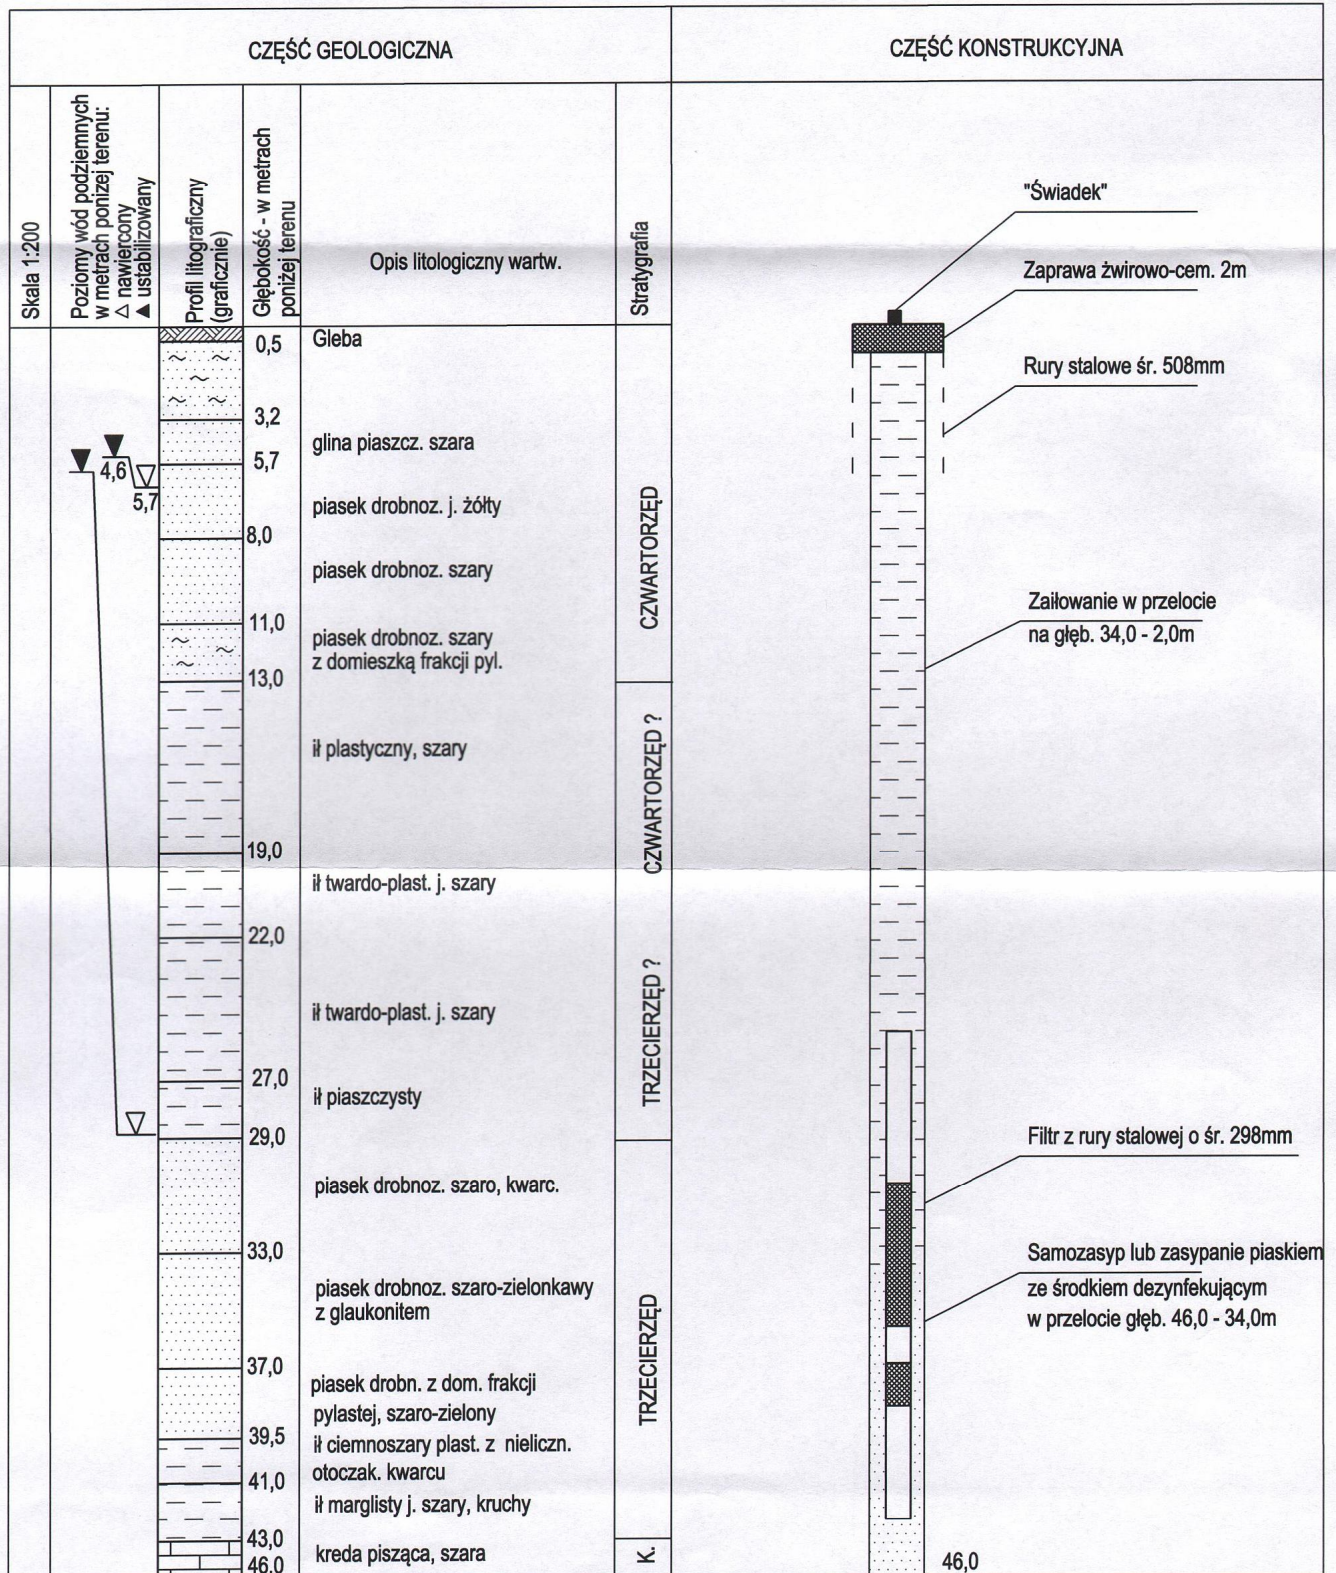 CZĘŚĆ GEOLOGICZNA
CZĘŚĆ KONSTRUKCYJNA
Skala 1:200
Poziomy wód podziemnych
w metrach poniżej terenu:
△ nawiercony
▲ ustabilizowany
Profil litograficzny
(graficznie)
Głębokość - w metrach
poniżej terenu
Opis litologiczny wartw.
Stratygrafia
0,5
Gleba
3,2
glina piaszcz. szara
4,6
5,7
5,7
piasek drobnoz. j. żółty
8,0
piasek drobnoz. szary
11,0
piasek drobnoz. szary
z domieszką frakcji pyl.
13,0
ił plastyczny, szary
19,0
ił twardo-plast. j. szary
22,0
ił twardo-plast. j. szary
27,0
ił piaszczysty
29,0
piasek drobnoz. szaro, kwarc.
33,0
piasek drobnoz. szaro-zielonkawy
z glaukonitem
37,0
piasek drobn. z dom. frakcji
pylastej, szaro-zielony
39,5
ił ciemnoszary plast. z nieliczn.
otoczak. kwarcu
41,0
ił marglisty j. szary, kruchy
43,0
kreda pisząca, szara
46,0
CZWARTORZĘD
CZWARTORZĘD ?
TRZECIERZĘD ?
TRZECIERZĘD
K.
"Świadek"
Zaprawa żwirowo-cem. 2m
Rury stalowe śr. 508mm
Zaiłowanie w przelocie
na głęb. 34,0 - 2,0m
Filtr z rury stalowej o śr. 298mm
Samozasyp lub zasypanie piaskiem
ze środkiem dezynfekującym
w przelocie głęb. 46,0 - 34,0m
46,0